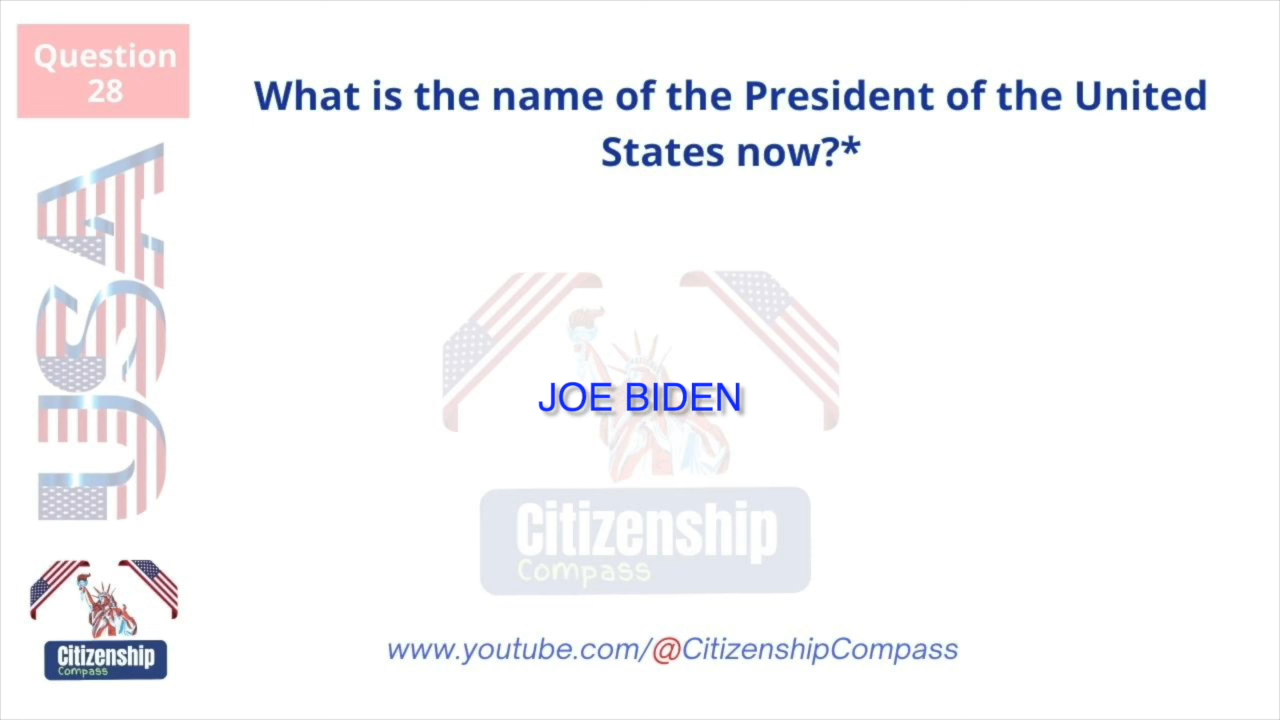 Question
28
What is the name of the President of the United
States now?*
USA
JOE BIDEN
Citizenship
Compass
www.youtube.com/@CitizenshipCompass
Citizenship
Compass